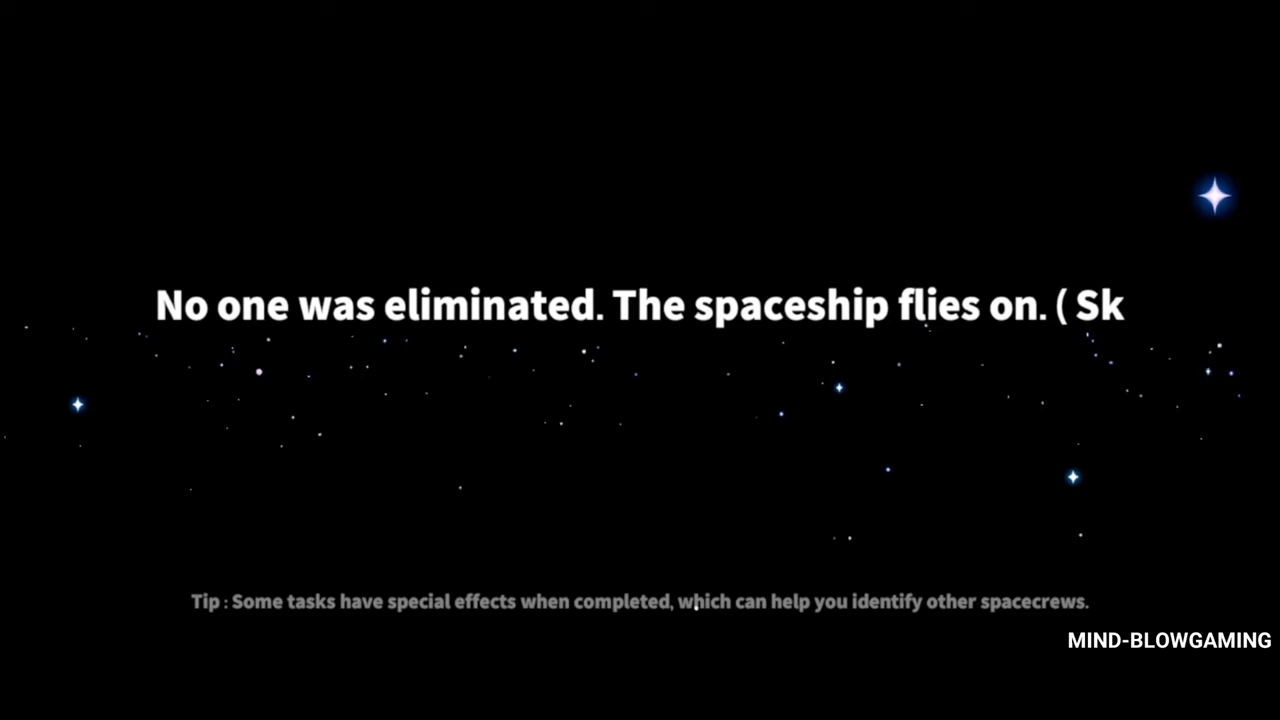 No one was eliminated. The spaceship flies on. ( Sk
Tip : Some tasks have special effects when completed, which can help you identify other spacecrews.
MIND-BLOWGAMING